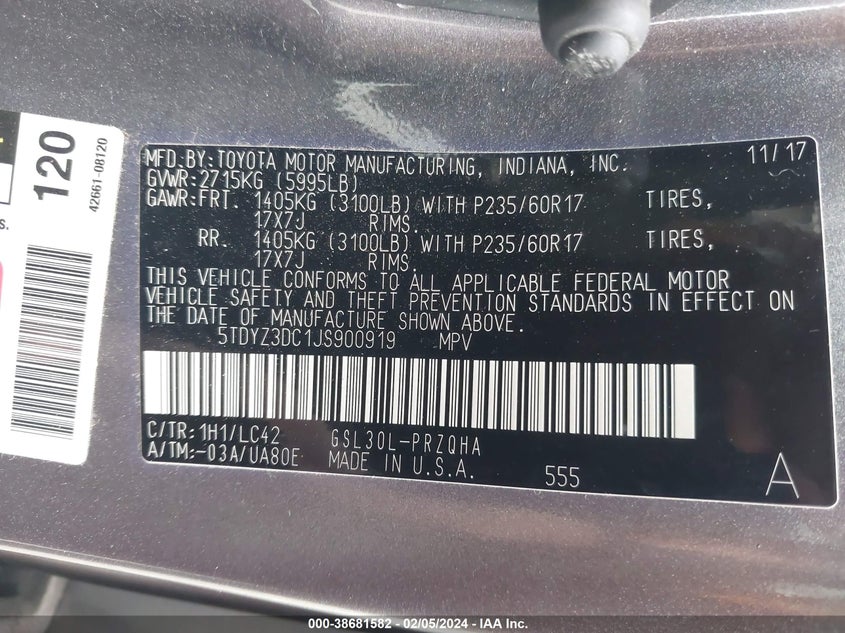 120
42661-08120
s.
MFD.BY:TOYOTA MOTOR MANUFACTURING, INDIANA, INC. 11/17
GVWR:2715KG (5995LB)
GAWR:FRT. 1405KG (3100LB) WITH P235/60R17 TIRES,
17X7J RIMS.
RR. 1405KG (3100LB) WITH P235/60R17 TIRES,
17X7J RIMS.
THIS VEHICLE CONFORMS TO ALL APPLICABLE FEDERAL MOTOR
VEHICLE SAFETY AND THEFT PREVENTION STANDARDS IN EFFECT ON
THE DATE OF MANUFACTURE SHOWN ABOVE.
5TDYZ3DC1JS900919 MPV
C/TR:1H1/LC42 GSL30L-PRZQHA
A/TM:-03A/UA80E MADE IN U.S.A. 555 A
000-38681582 - 02/05/2024 - IAA Inc.